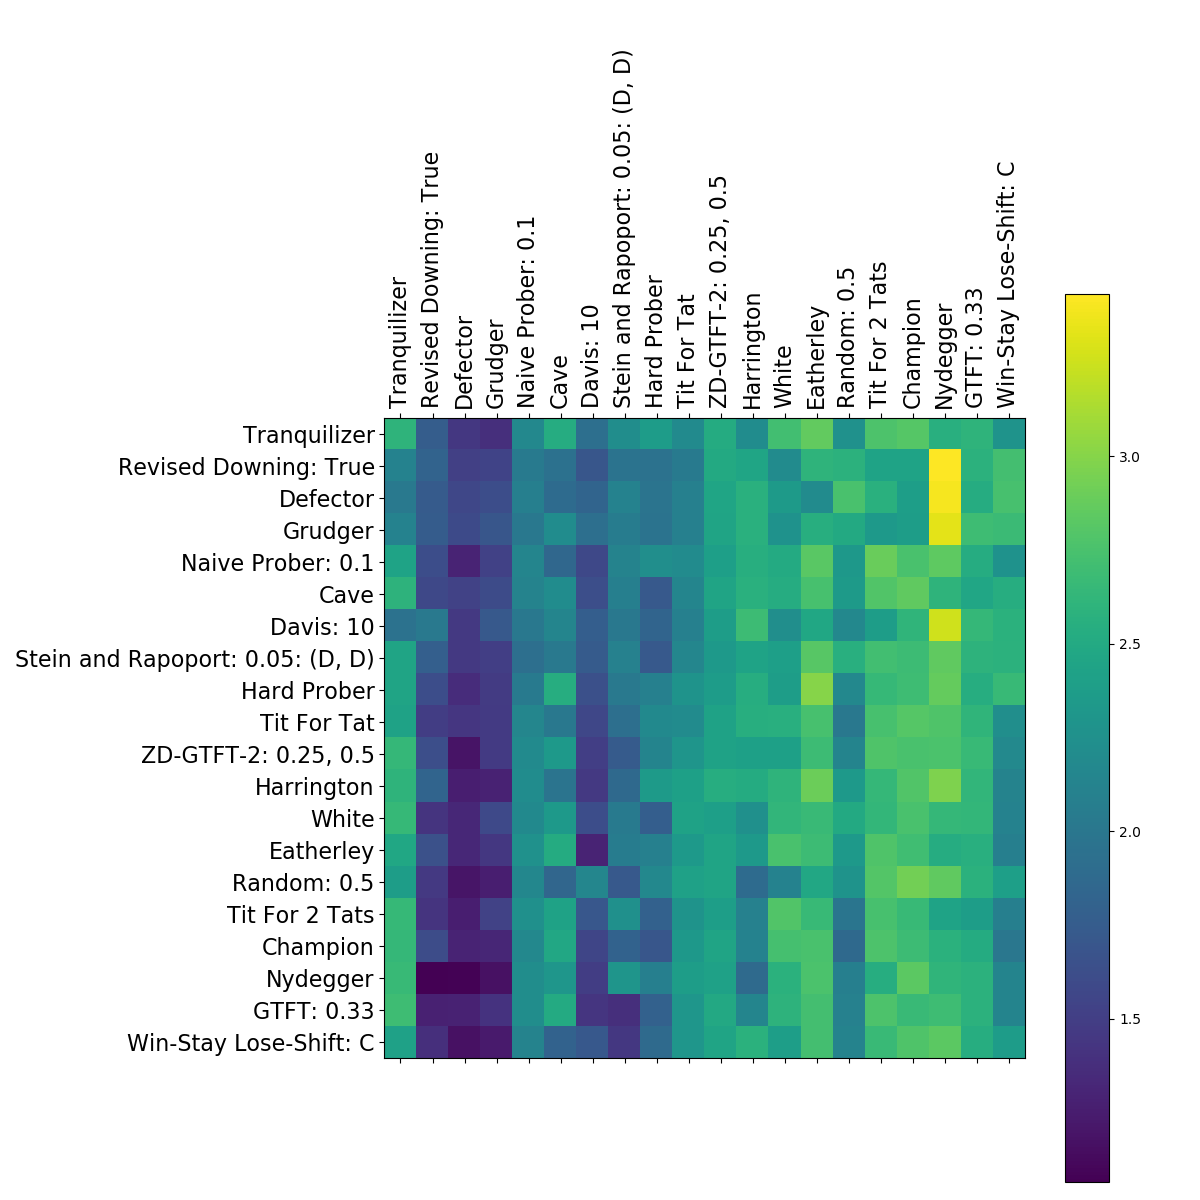 Tranquilizer
Revised Downing: True
Defector
Grudger
Naive Prober: 0.1
Cave
Davis: 10
Stein and Rapoport: 0.05: (D, D)
Hard Prober
Tit For Tat
ZD-GTFT-2: 0.25, 0.5
Harrington
White
Eatherley
Random: 0.5
Tit For 2 Tats
Champion
Nydegger
GTFT: 0.33
Win-Stay Lose-Shift: C
Tranquilizer
Revised Downing: True
Defector
Grudger
Naive Prober: 0.1
Cave
Davis: 10
Stein and Rapoport: 0.05: (D, D)
Hard Prober
Tit For Tat
ZD-GTFT-2: 0.25, 0.5
Harrington
White
Eatherley
Random: 0.5
Tit For 2 Tats
Champion
Nydegger
GTFT: 0.33
Win-Stay Lose-Shift: C
3.0
2.5
2.0
1.5